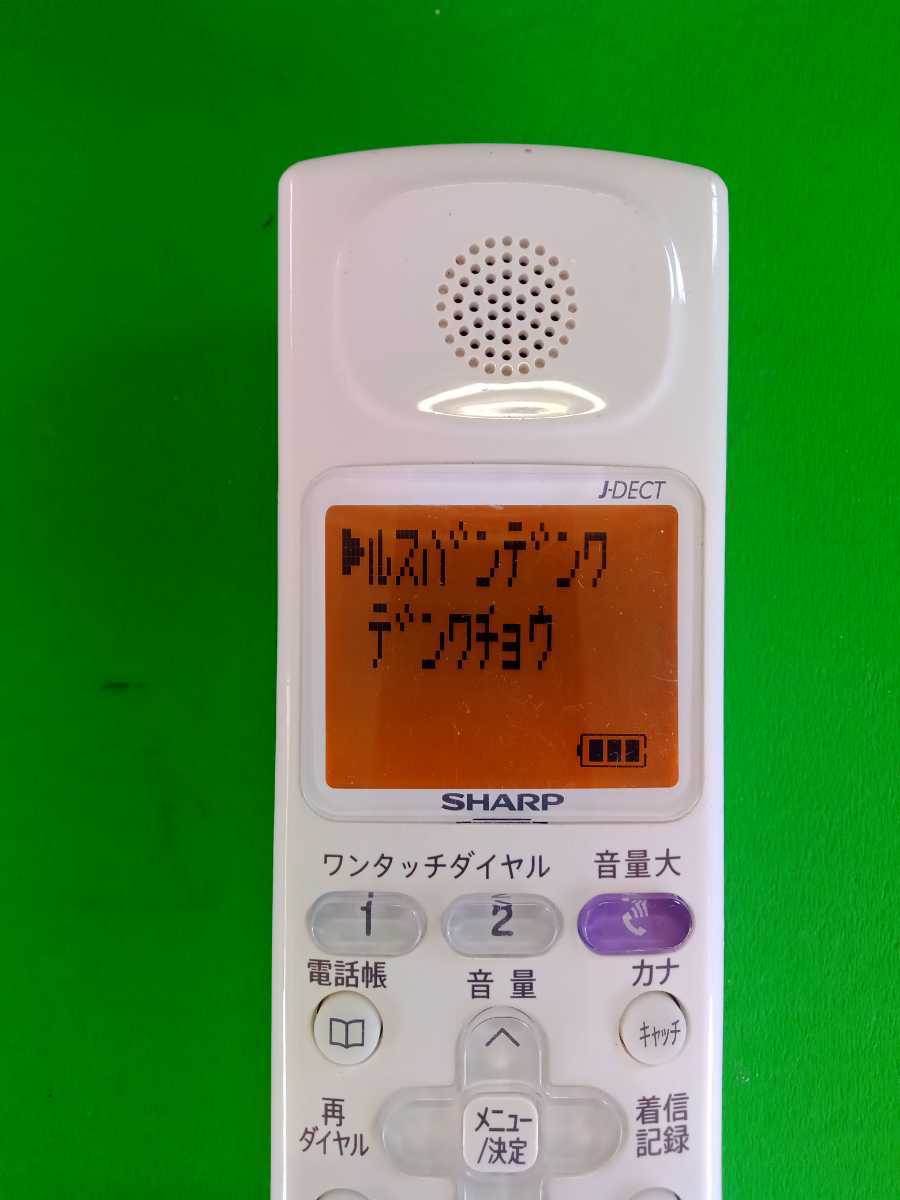 J-DECT
▶ルスバンデンワ
デンワチョウ
SHARP
ワンタッチダイヤル 音量大
1 2
電話帳 音量 カナ
キャッチ
再ダイヤル メニュー/決定 着信記録